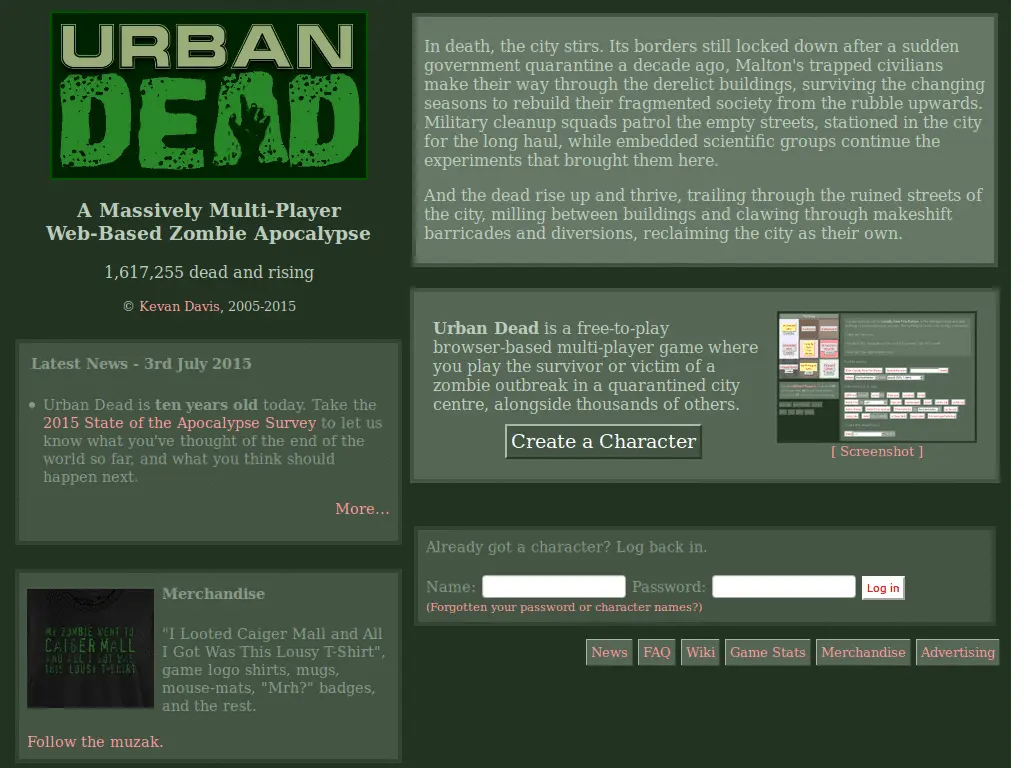 URBAN
DEAD
A Massively Multi-Player
Web-Based Zombie Apocalypse
1,617,255 dead and rising
© Kevan Davis, 2005-2015
Latest News - 3rd July 2015
• Urban Dead is ten years old today. Take the
2015 State of the Apocalypse Survey to let us
know what you've thought of the end of the
world so far, and what you think should
happen next.
More...
MY ZOMBIE WENT TO
CAIGER MALL
AND ALL I GOT WAS
THIS LOUSY T-SHIRT
Merchandise
"I Looted Caiger Mall and All
I Got Was This Lousy T-Shirt",
game logo shirts, mugs,
mouse-mats, "Mrh?" badges,
and the rest.
Follow the muzak.
In death, the city stirs. Its borders still locked down after a sudden
government quarantine a decade ago, Malton's trapped civilians
make their way through the derelict buildings, surviving the changing
seasons to rebuild their fragmented society from the rubble upwards.
Military cleanup squads patrol the empty streets, stationed in the city
for the long haul, while embedded scientific groups continue the
experiments that brought them here.
And the dead rise up and thrive, trailing through the ruined streets of
the city, milling between buildings and clawing through makeshift
barricades and diversions, reclaiming the city as their own.
Urban Dead is a free-to-play
browser-based multi-player game where
you play the survivor or victim of a
zombie outbreak in a quarantined city
centre, alongside thousands of others.
Create a Character
[ Screenshot ]
Already got a character? Log back in.
Name: Password: Log in
(Forgotten your password or character names?)
News FAQ Wiki Game Stats Merchandise Advertising